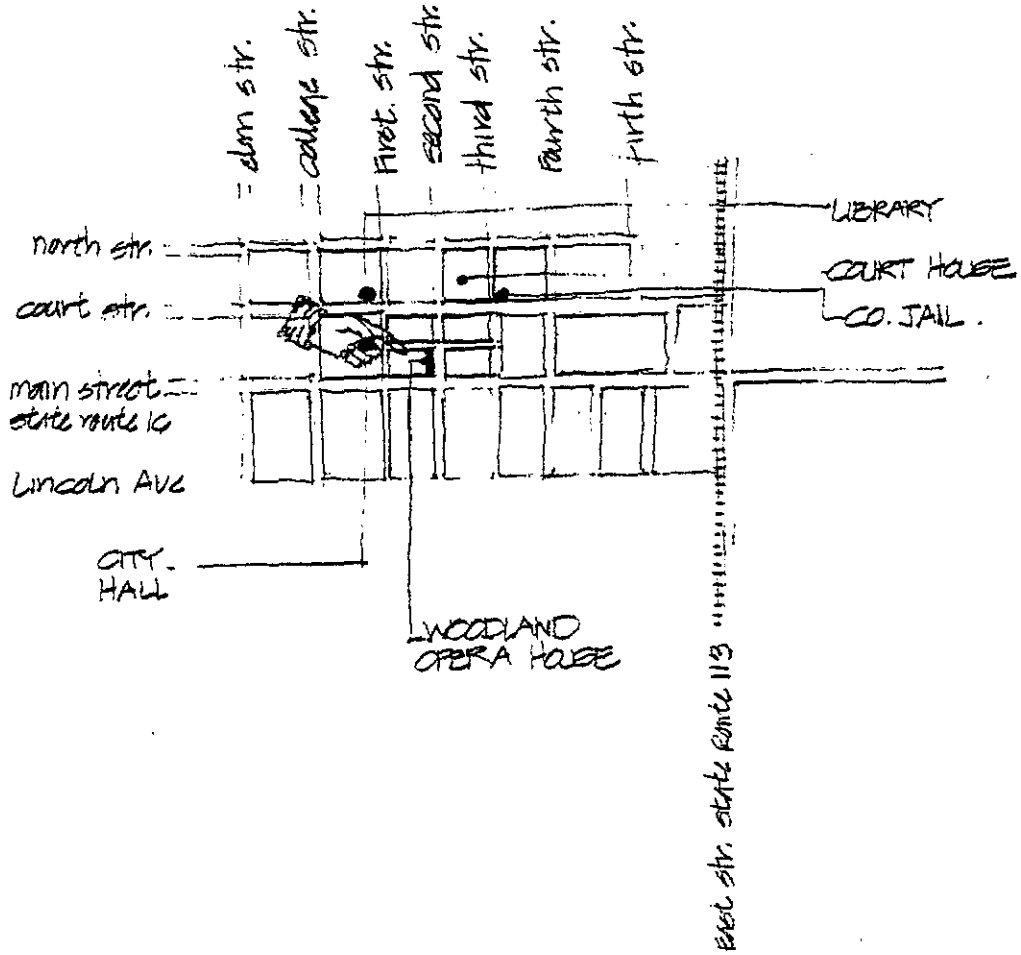 elm str.
college str.
First. str.
second str.
third str.
Fourth str.
Fifth str.
north str.
LIBRARY
COURT HOUSE
court str.
CO. JAIL.
main street
state route 16
Lincoln Ave
CITY
HALL
WOODLAND
OPERA HOUSE
East str. state Route 113